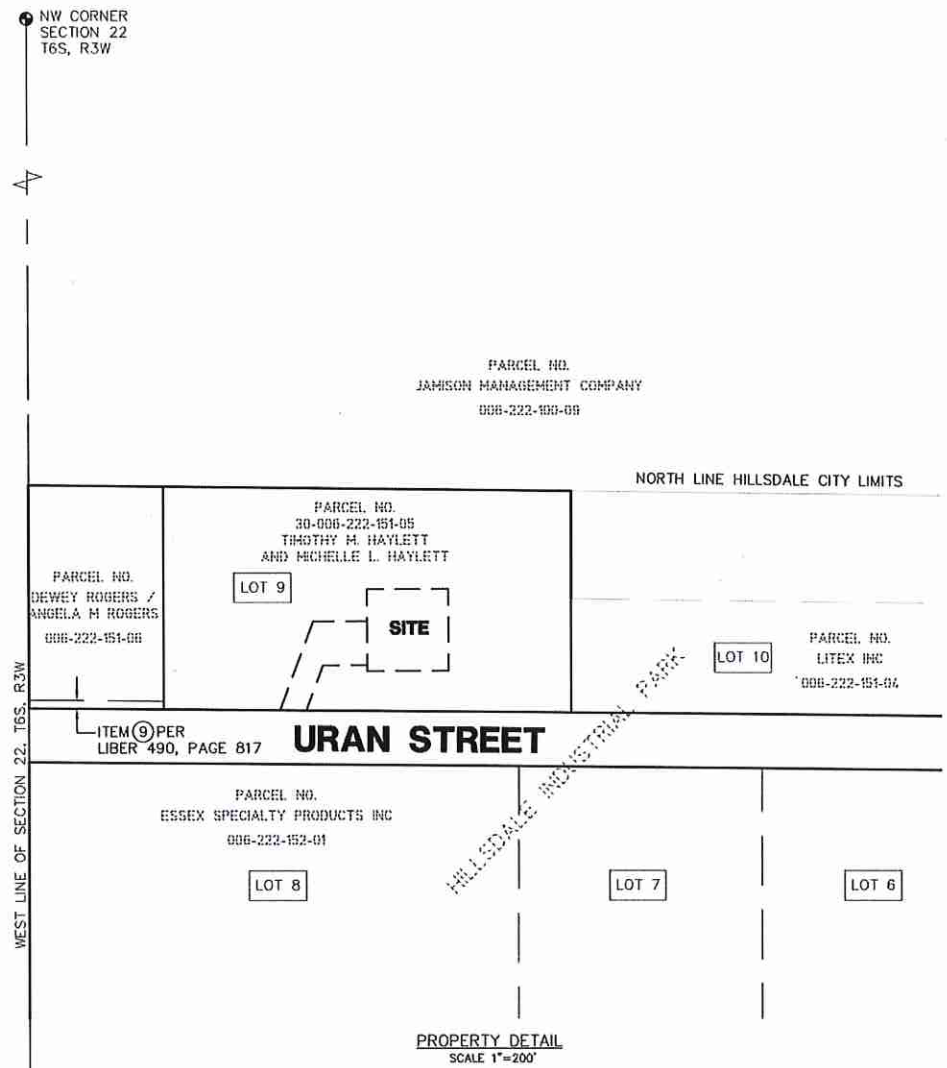 NW CORNER
SECTION 22
T6S, R3W
PARCEL NO.
JAMISON MANAGEMENT COMPANY
006-222-100-09
NORTH LINE HILLSDALE CITY LIMITS
PARCEL NO.
30-006-222-151-05
TIMOTHY M. HAYLETT
AND MICHELLE L. HAYLETT
LOT 9
SITE
PARCEL NO.
DEWEY ROGERS /
ANGELA M ROGERS
006-222-151-06
LOT 10
PARCEL NO.
LITEX INC
006-222-151-04
ITEM 9 PER
LIBER 490, PAGE 817
URAN STREET
HILLSDALE INDUSTRIAL PARK
PARCEL NO.
ESSEX SPECIALTY PRODUCTS INC
006-222-152-01
LOT 8
LOT 7
LOT 6
WEST LINE OF SECTION 22, T6S, R3W
PROPERTY DETAIL
SCALE 1"=200'